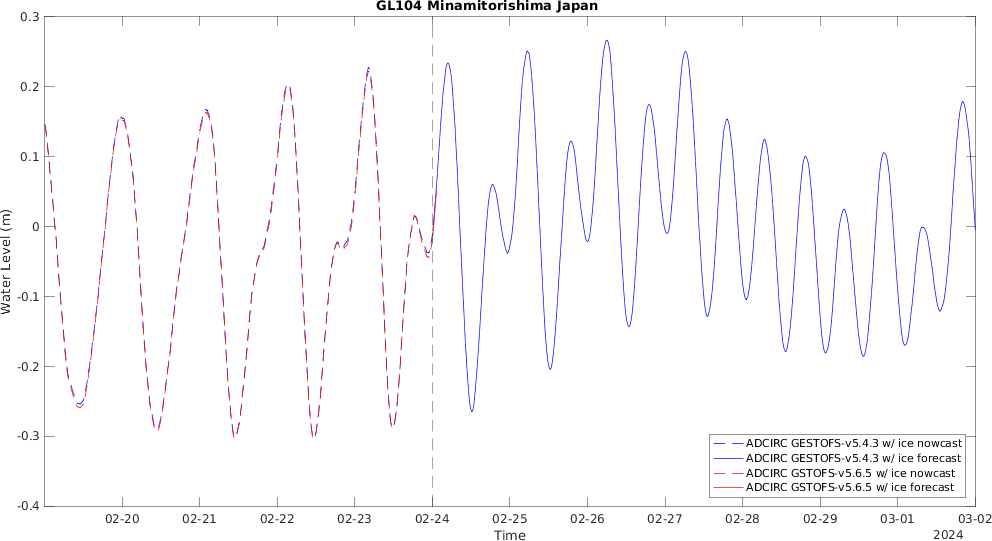 GL104 Minamitorishima Japan
0.3
0.2
0.1
0
-0.1
-0.2
-0.3
-0.4
Water Level (m)
ADCIRC GESTOFS-v5.4.3 w/ ice nowcast
ADCIRC GESTOFS-v5.4.3 w/ ice forecast
ADCIRC GSTOFS-v5.6.5 w/ ice nowcast
ADCIRC GSTOFS-v5.6.5 w/ ice forecast
02-20 02-21 02-22 02-23 02-24 02-25 02-26 02-27 02-28 02-29 03-01 03-02
Time
2024